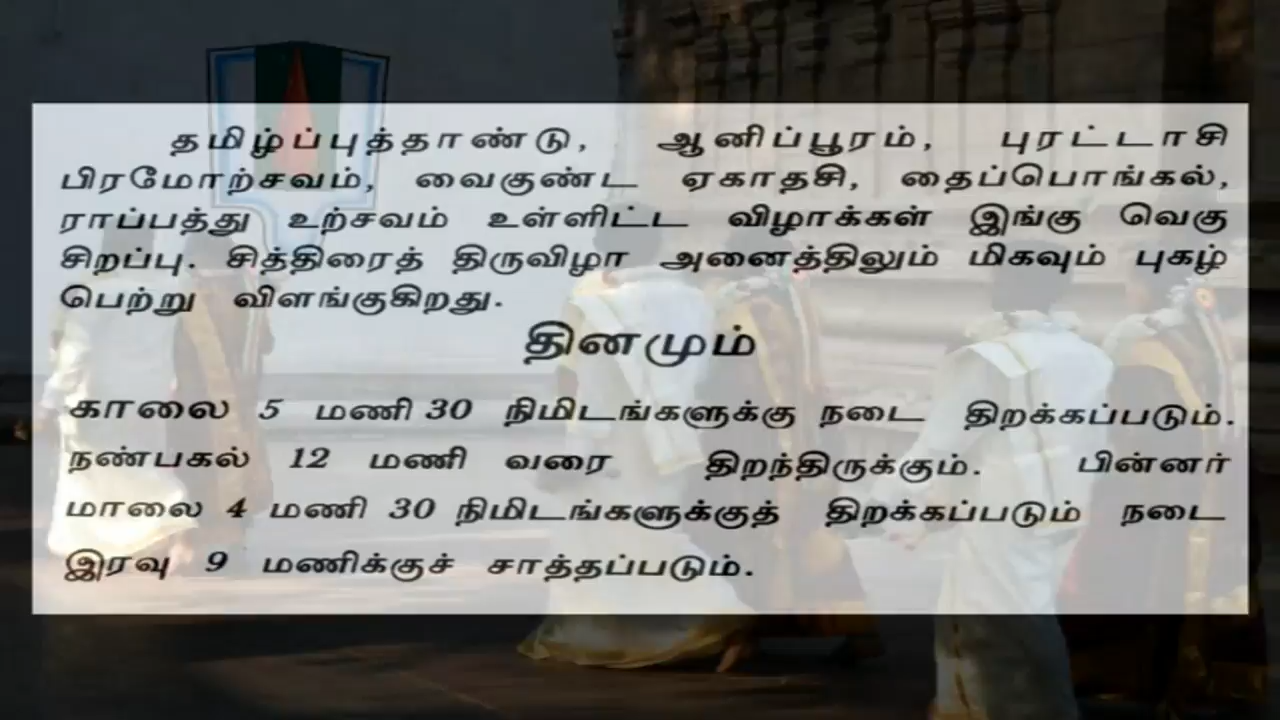 தமிழ்ப்புத்தாண்டு, ஆனிப்பூரம், புரட்டாசி
பிரமோற்சவம், வைகுண்ட ஏகாதசி, தைப்பொங்கல்,
ராப்பத்து உற்சவம் உள்ளிட்ட விழாக்கள் இங்கு வெகு
சிறப்பு. சித்திரைத் திருவிழா அனைத்திலும் மிகவும் புகழ்
பெற்று விளங்குகிறது.
தினமும்
காலை 5 மணி 30 நிமிடங்களுக்கு நடை திறக்கப்படும்.
நண்பகல் 12 மணி வரை திறந்திருக்கும். பின்னர்
மாலை 4 மணி 30 நிமிடங்களுக்குத் திறக்கப்படும் நடை
இரவு 9 மணிக்குச் சாத்தப்படும்.